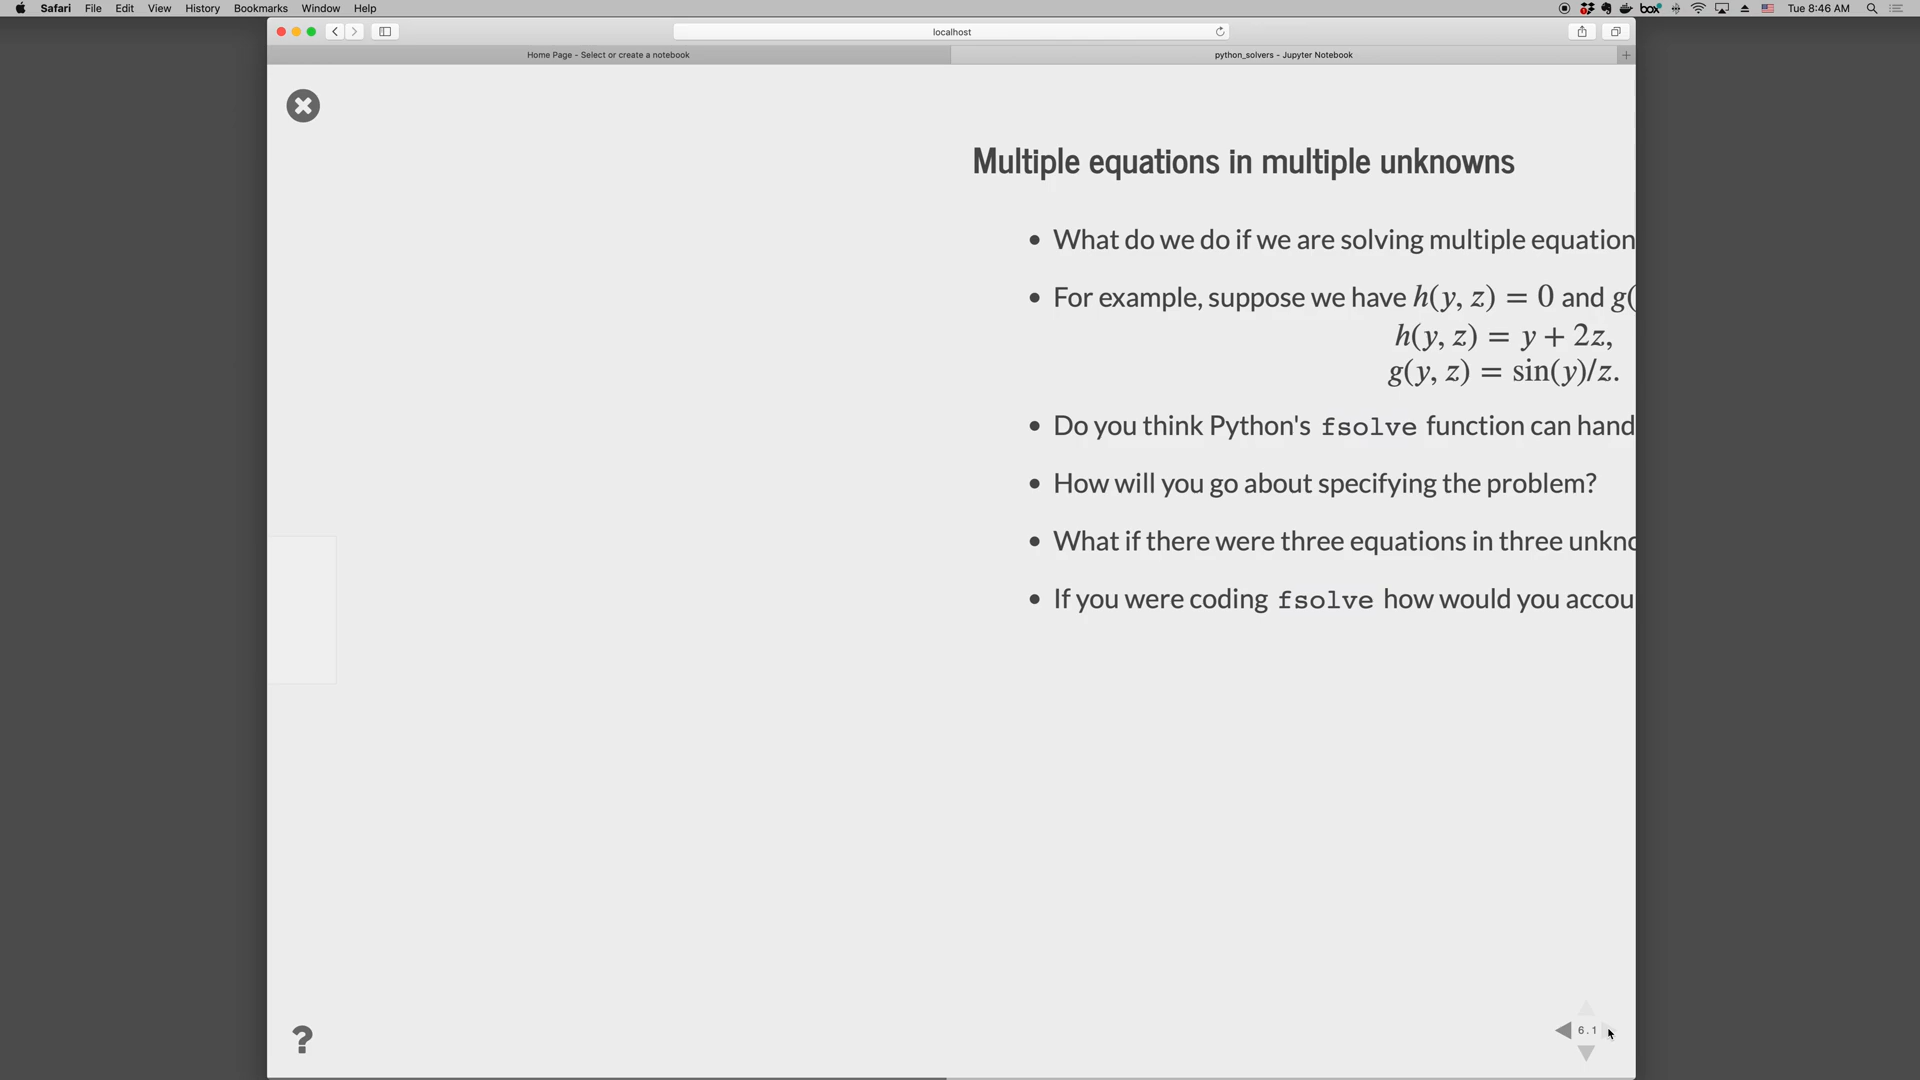 Safari File Edit View History Bookmarks Window Help box Tue 8:46 AM
localhost
Home Page - Select or create a notebook python_solvers - Jupyter Notebook
Multiple equations in multiple unknowns
• What do we do if we are solving multiple equation
• For example, suppose we have h(y, z) = 0 and g(
h(y, z) = y + 2z,
g(y, z) = sin(y)/z.
• Do you think Python's fsolve function can hand
• How will you go about specifying the problem?
• What if there were three equations in three unkno
• If you were coding fsolve how would you accou
6.1
?